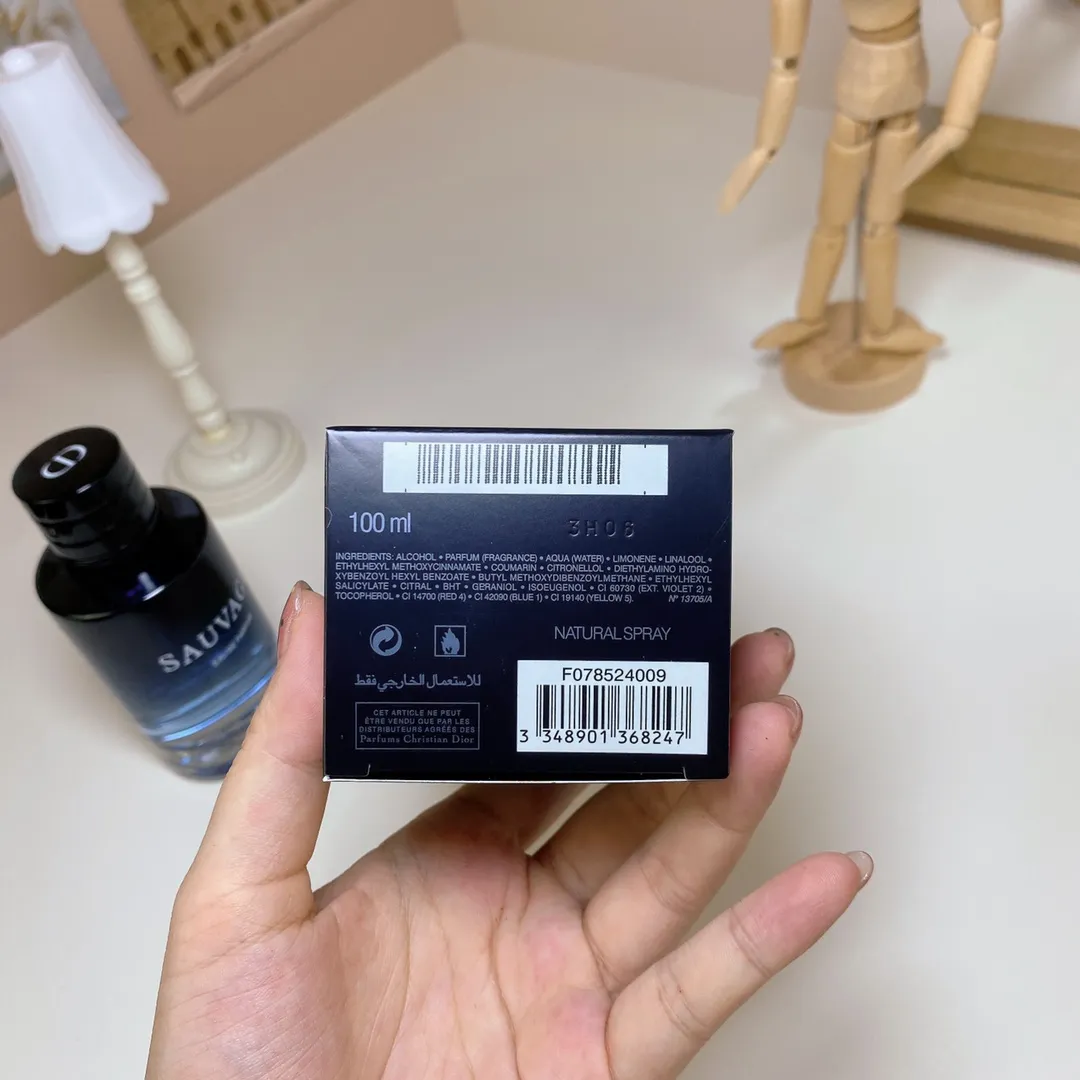 100 ml
3H06
INGREDIENTS: ALCOHOL • PARFUM (FRAGRANCE) • AQUA (WATER) • LIMONENE • LINALOOL •
ETHYLHEXYL METHOXYCINNAMATE • COUMARIN • CITRONELLOL • DIETHYLAMINO HYDRO-
XYBENZOYL HEXYL BENZOATE • BUTYL METHOXYDIBENZOYLMETHANE • ETHYLHEXYL
SALICYLATE • CITRAL • BHT • GERANIOL • ISOEUGENOL • CI 60730 (EXT. VIOLET 2) •
TOCOPHEROL • CI 14700 (RED 4) • CI 42090 (BLUE 1) • CI 19140 (YELLOW 5). N° 13705/A
NATURAL SPRAY
للاستعمال الخارجي فقط
F078524009
3 348901 368247
CET ARTICLE NE PEUT
ÊTRE VENDU QUE PAR LES
DISTRIBUTEURS AGRÉÉS DES
Parfums Christian Dior
SAUVAG